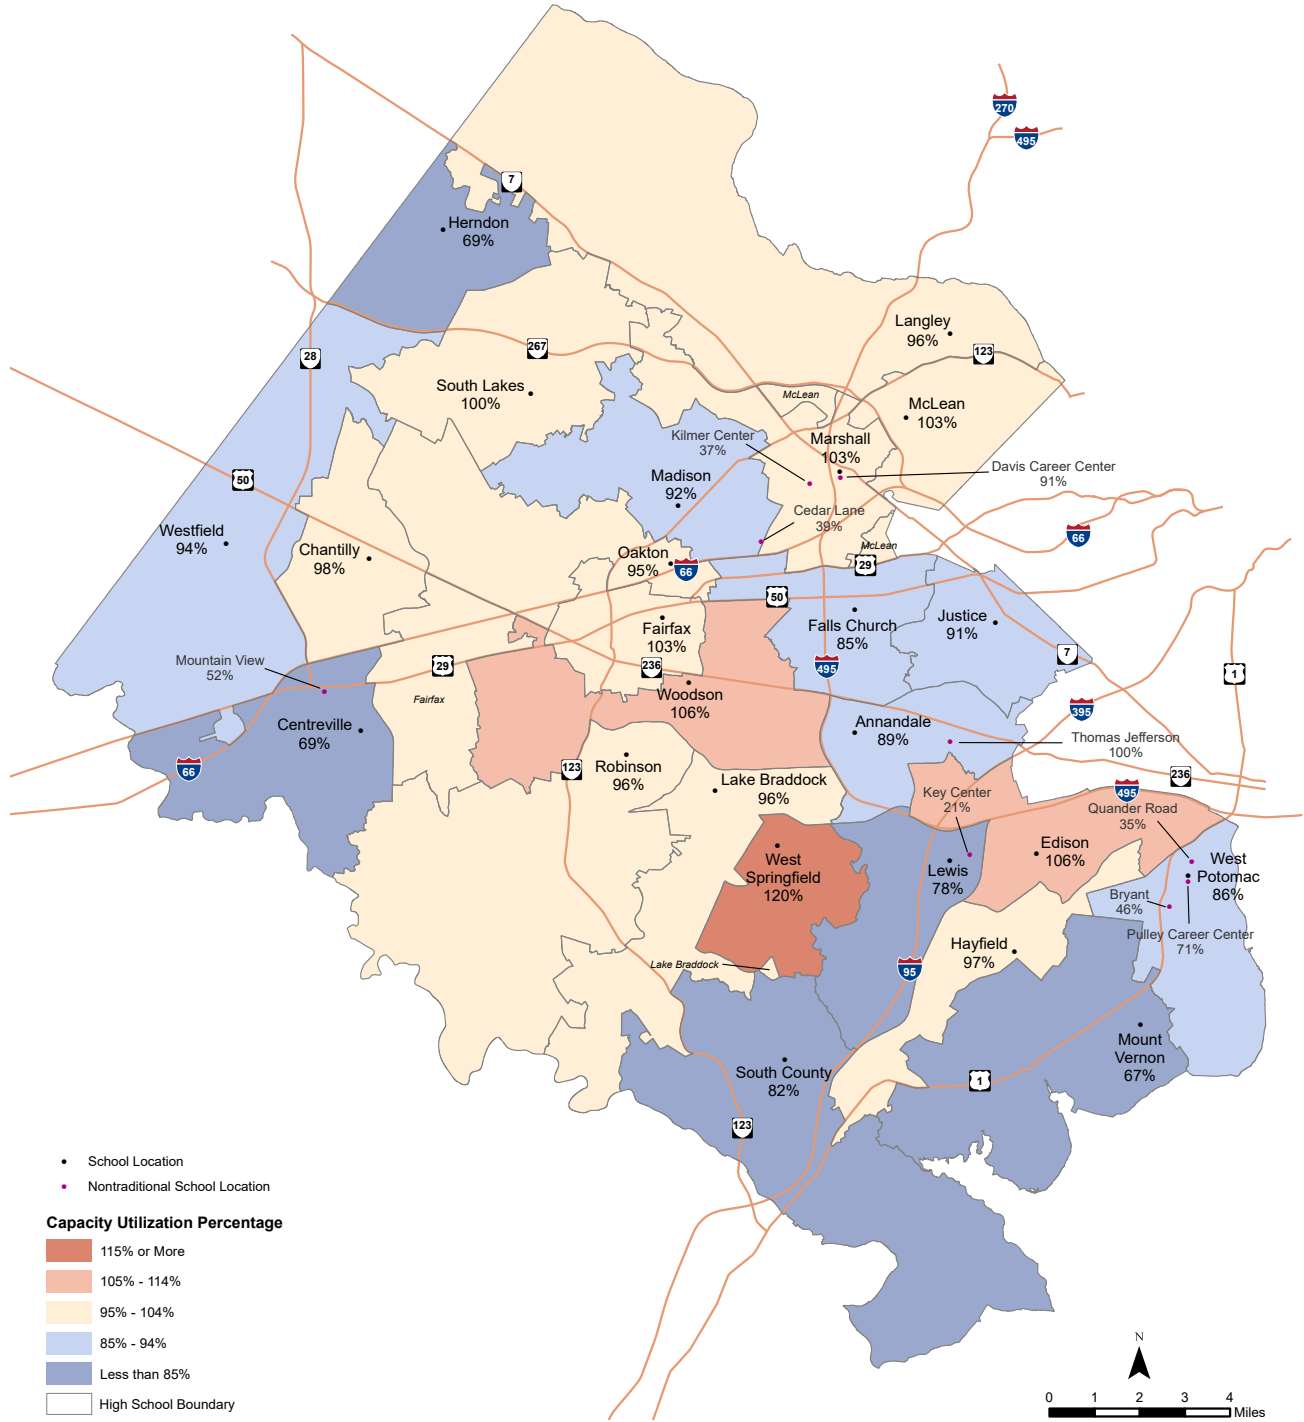 270
495
7
Herndon
69%
Langley
96%
123
267
28
South Lakes
100%
McLean
McLean
103%
Kilmer Center
37%
Marshall
103%
Davis Career Center
91%
Madison
92%
50
Cedar Lane
39%
Westfield
94%
Chantilly
98%
Oakton
95%
66
McLean
29
66
50
Fairfax
103%
Falls Church
85%
Justice
91%
Mountain View
52%
29
236
495
7
1
Fairfax
Woodson
106%
Centreville
69%
Annandale
89%
395
Thomas Jefferson
100%
66
123
Robinson
96%
Lake Braddock
96%
236
495
Key Center
21%
Quander Road
35%
West
Springfield
120%
Edison
106%
Lewis
78%
West
Potomac
86%
Bryant
46%
Pulley Career Center
71%
Hayfield
97%
Lake Braddock
95
Mount
Vernon
67%
South County
82%
1
123
School Location
Nontraditional School Location
Capacity Utilization Percentage
115% or More
105% - 114%
95% - 104%
85% - 94%
Less than 85%
High School Boundary
N
0 1 2 3 4
Miles